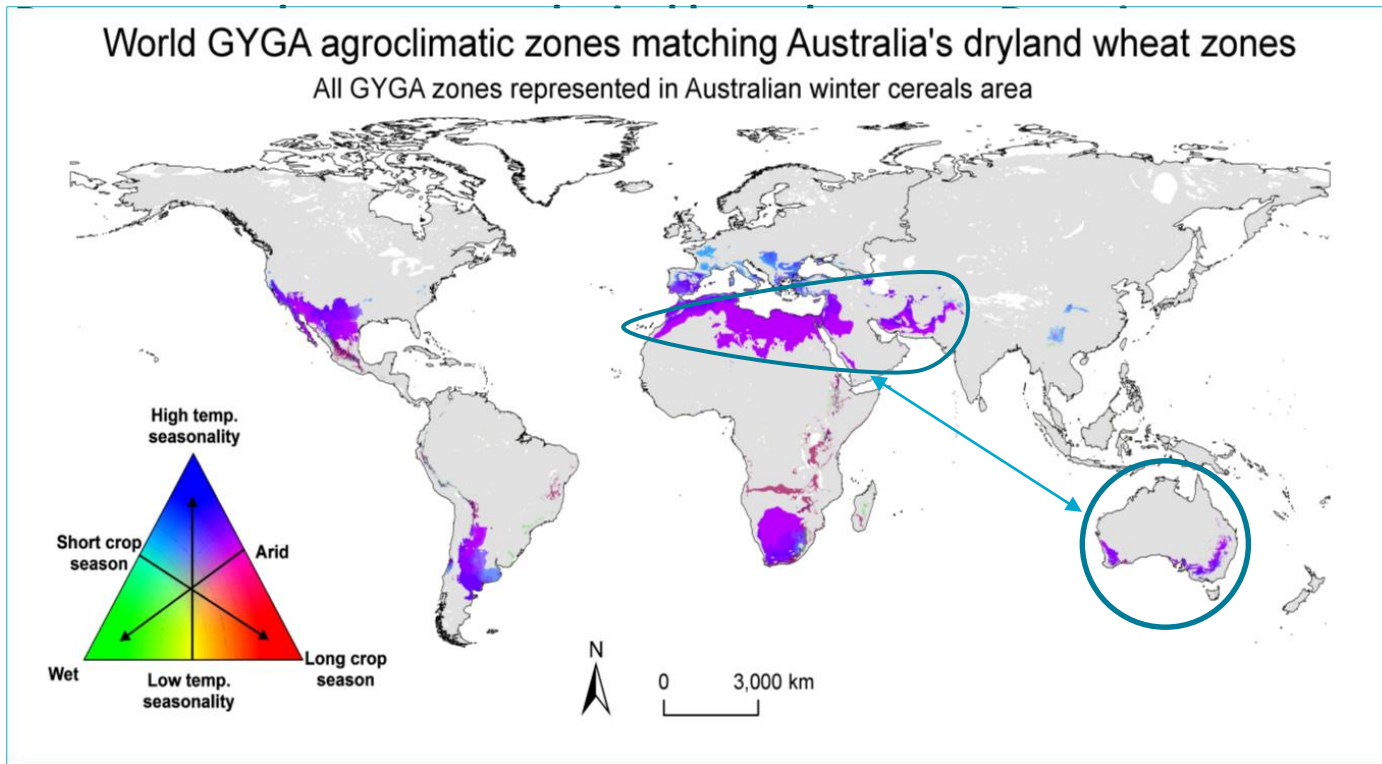 World GYGA agroclimatic zones matching Australia's dryland wheat zones
All GYGA zones represented in Australian winter cereals area
High temp.
seasonality
Short crop
season
Arid
Wet
Low temp.
seasonality
Long crop
season
N
0 3,000 km